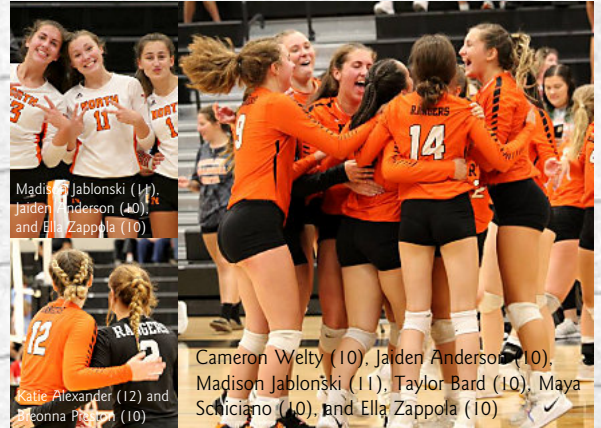 NORTH
11
Madison Jablonski (11),
Jaiden Anderson (10),
and Ella Zappola (10)
9
RANGERS
14
12
RANGERS
Katie Alexander (12) and
Breonna Preston (10)
Cameron Welty (10), Jaiden Anderson (10),
Madison Jablonski (11), Taylor Bard (10), Maya
Schiciano (10), and Ella Zappola (10)